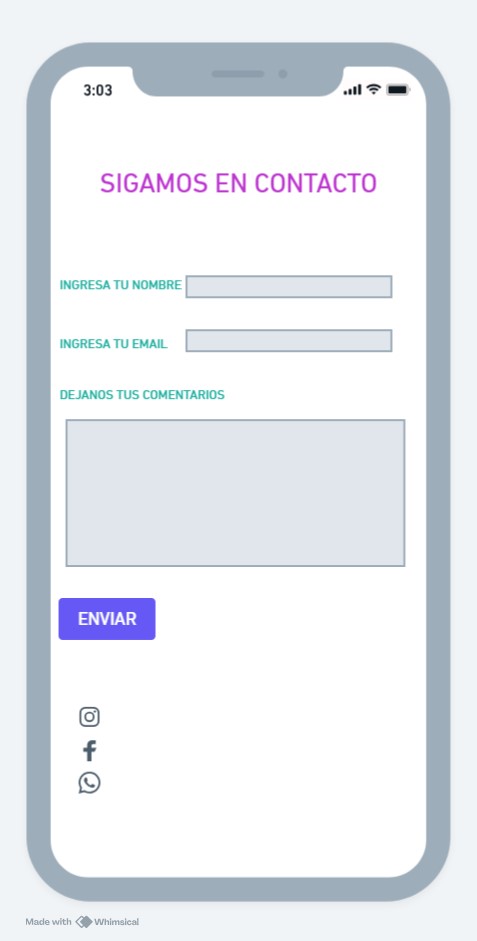 3:03
SIGAMOS EN CONTACTO
INGRESA TU NOMBRE
INGRESA TU EMAIL
DEJANOS TUS COMENTARIOS
ENVIAR
Made with Whimsical